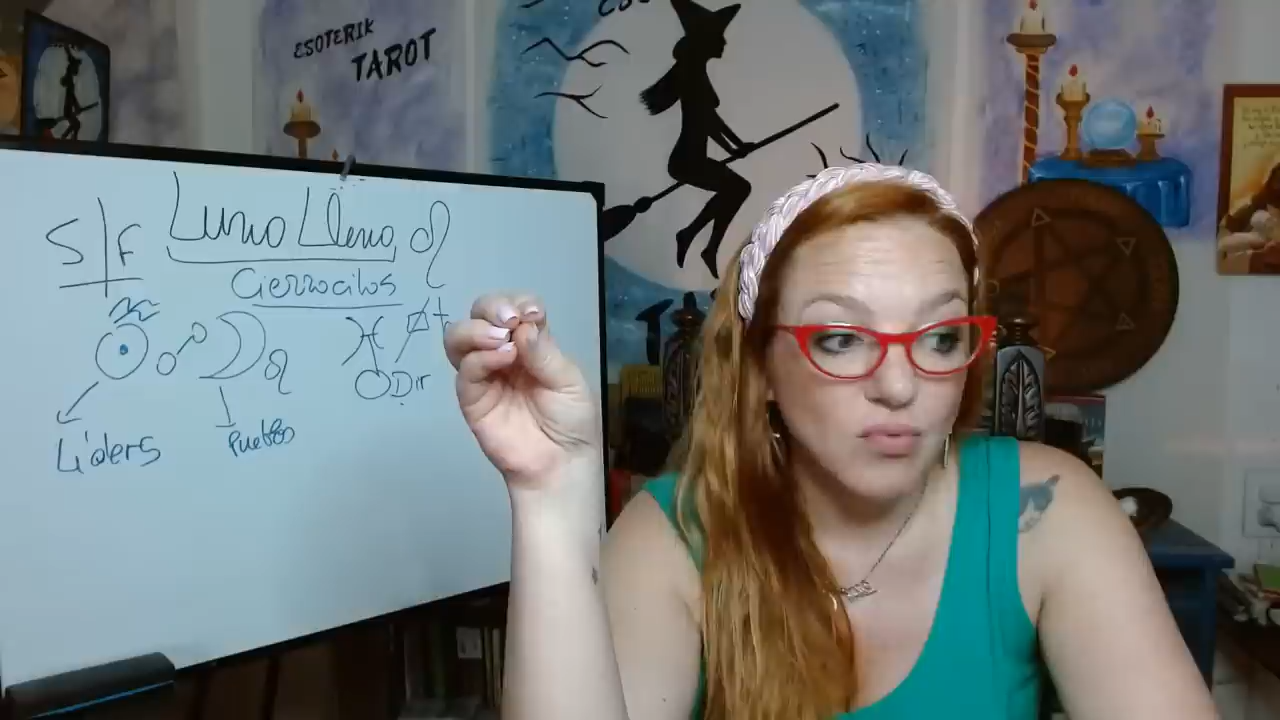 ESOTERIK
TAROT
S F Luna Llena ♌
Cierraciclos
♒
☉ ☍ ☽ ♌ ♓
Dir
Líders Pueblo